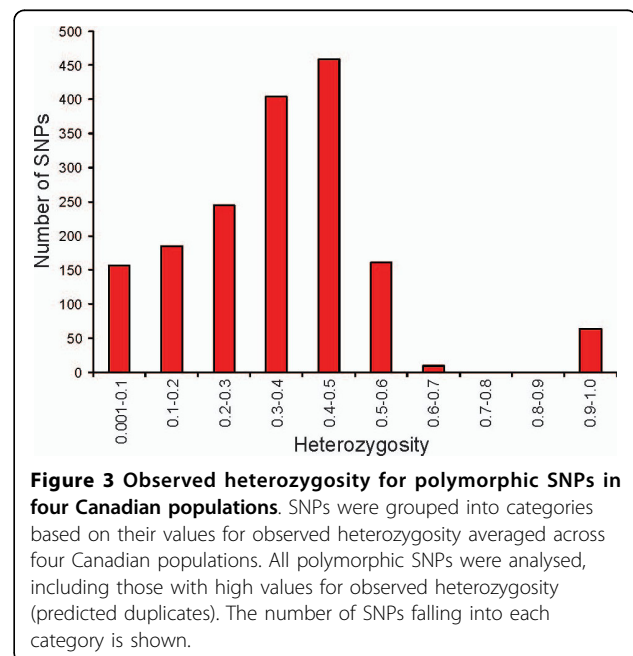 500
450
400
350
300
250
200
150
100
50
0
Number of SNPs
0.001-0.1
0.1-0.2
0.2-0.3
0.3-0.4
0.4-0.5
0.5-0.6
0.6-0.7
0.7-0.8
0.8-0.9
0.9-1.0
Heterozygosity
Figure 3 Observed heterozygosity for polymorphic SNPs in
four Canadian populations. SNPs were grouped into categories
based on their values for observed heterozygosity averaged across
four Canadian populations. All polymorphic SNPs were analysed,
including those with high values for observed heterozygosity
(predicted duplicates). The number of SNPs falling into each
category is shown.